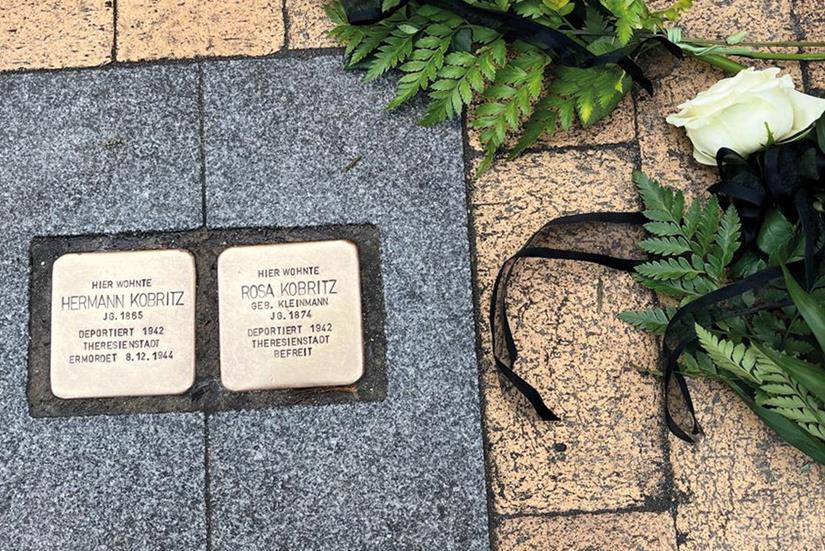 HIER WOHNTE
HERMANN KOBRITZ
JG. 1865
DEPORTIERT 1942
THERESIENSTADT
ERMORDET 8.12.1944
HIER WOHNTE
ROSA KOBRITZ
GEB. KLEINMANN
JG. 1874
DEPORTIERT 1942
THERESIENSTADT
BEFREIT